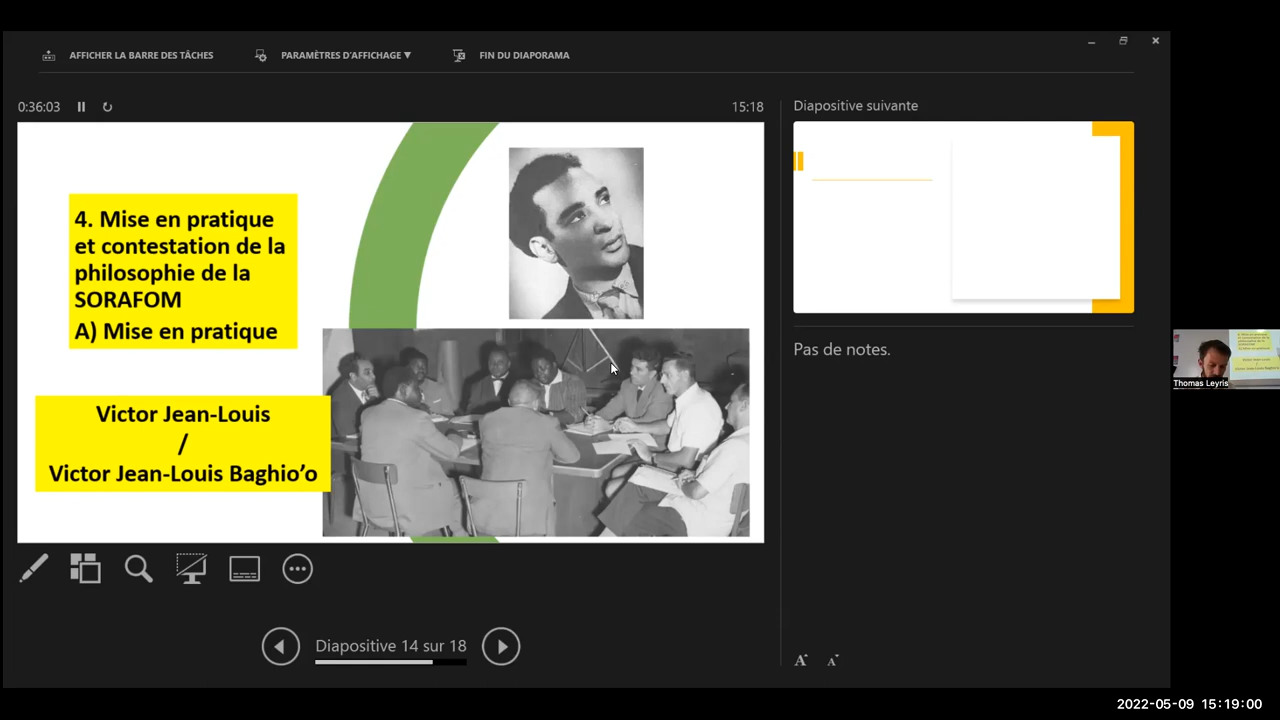 AFFICHER LA BARRE DES TÂCHES
PARAMÈTRES D'AFFICHAGE ▼
FIN DU DIAPORAMA
0:36:03
15:18
4. Mise en pratique
et contestation de la
philosophie de la
SORAFOM
A) Mise en pratique
Victor Jean-Louis
/
Victor Jean-Louis Baghio’o
Diapositive 14 sur 18
Diapositive suivante
Pas de notes.
A
A
Thomas Leyris
2022-05-09 15:19:00